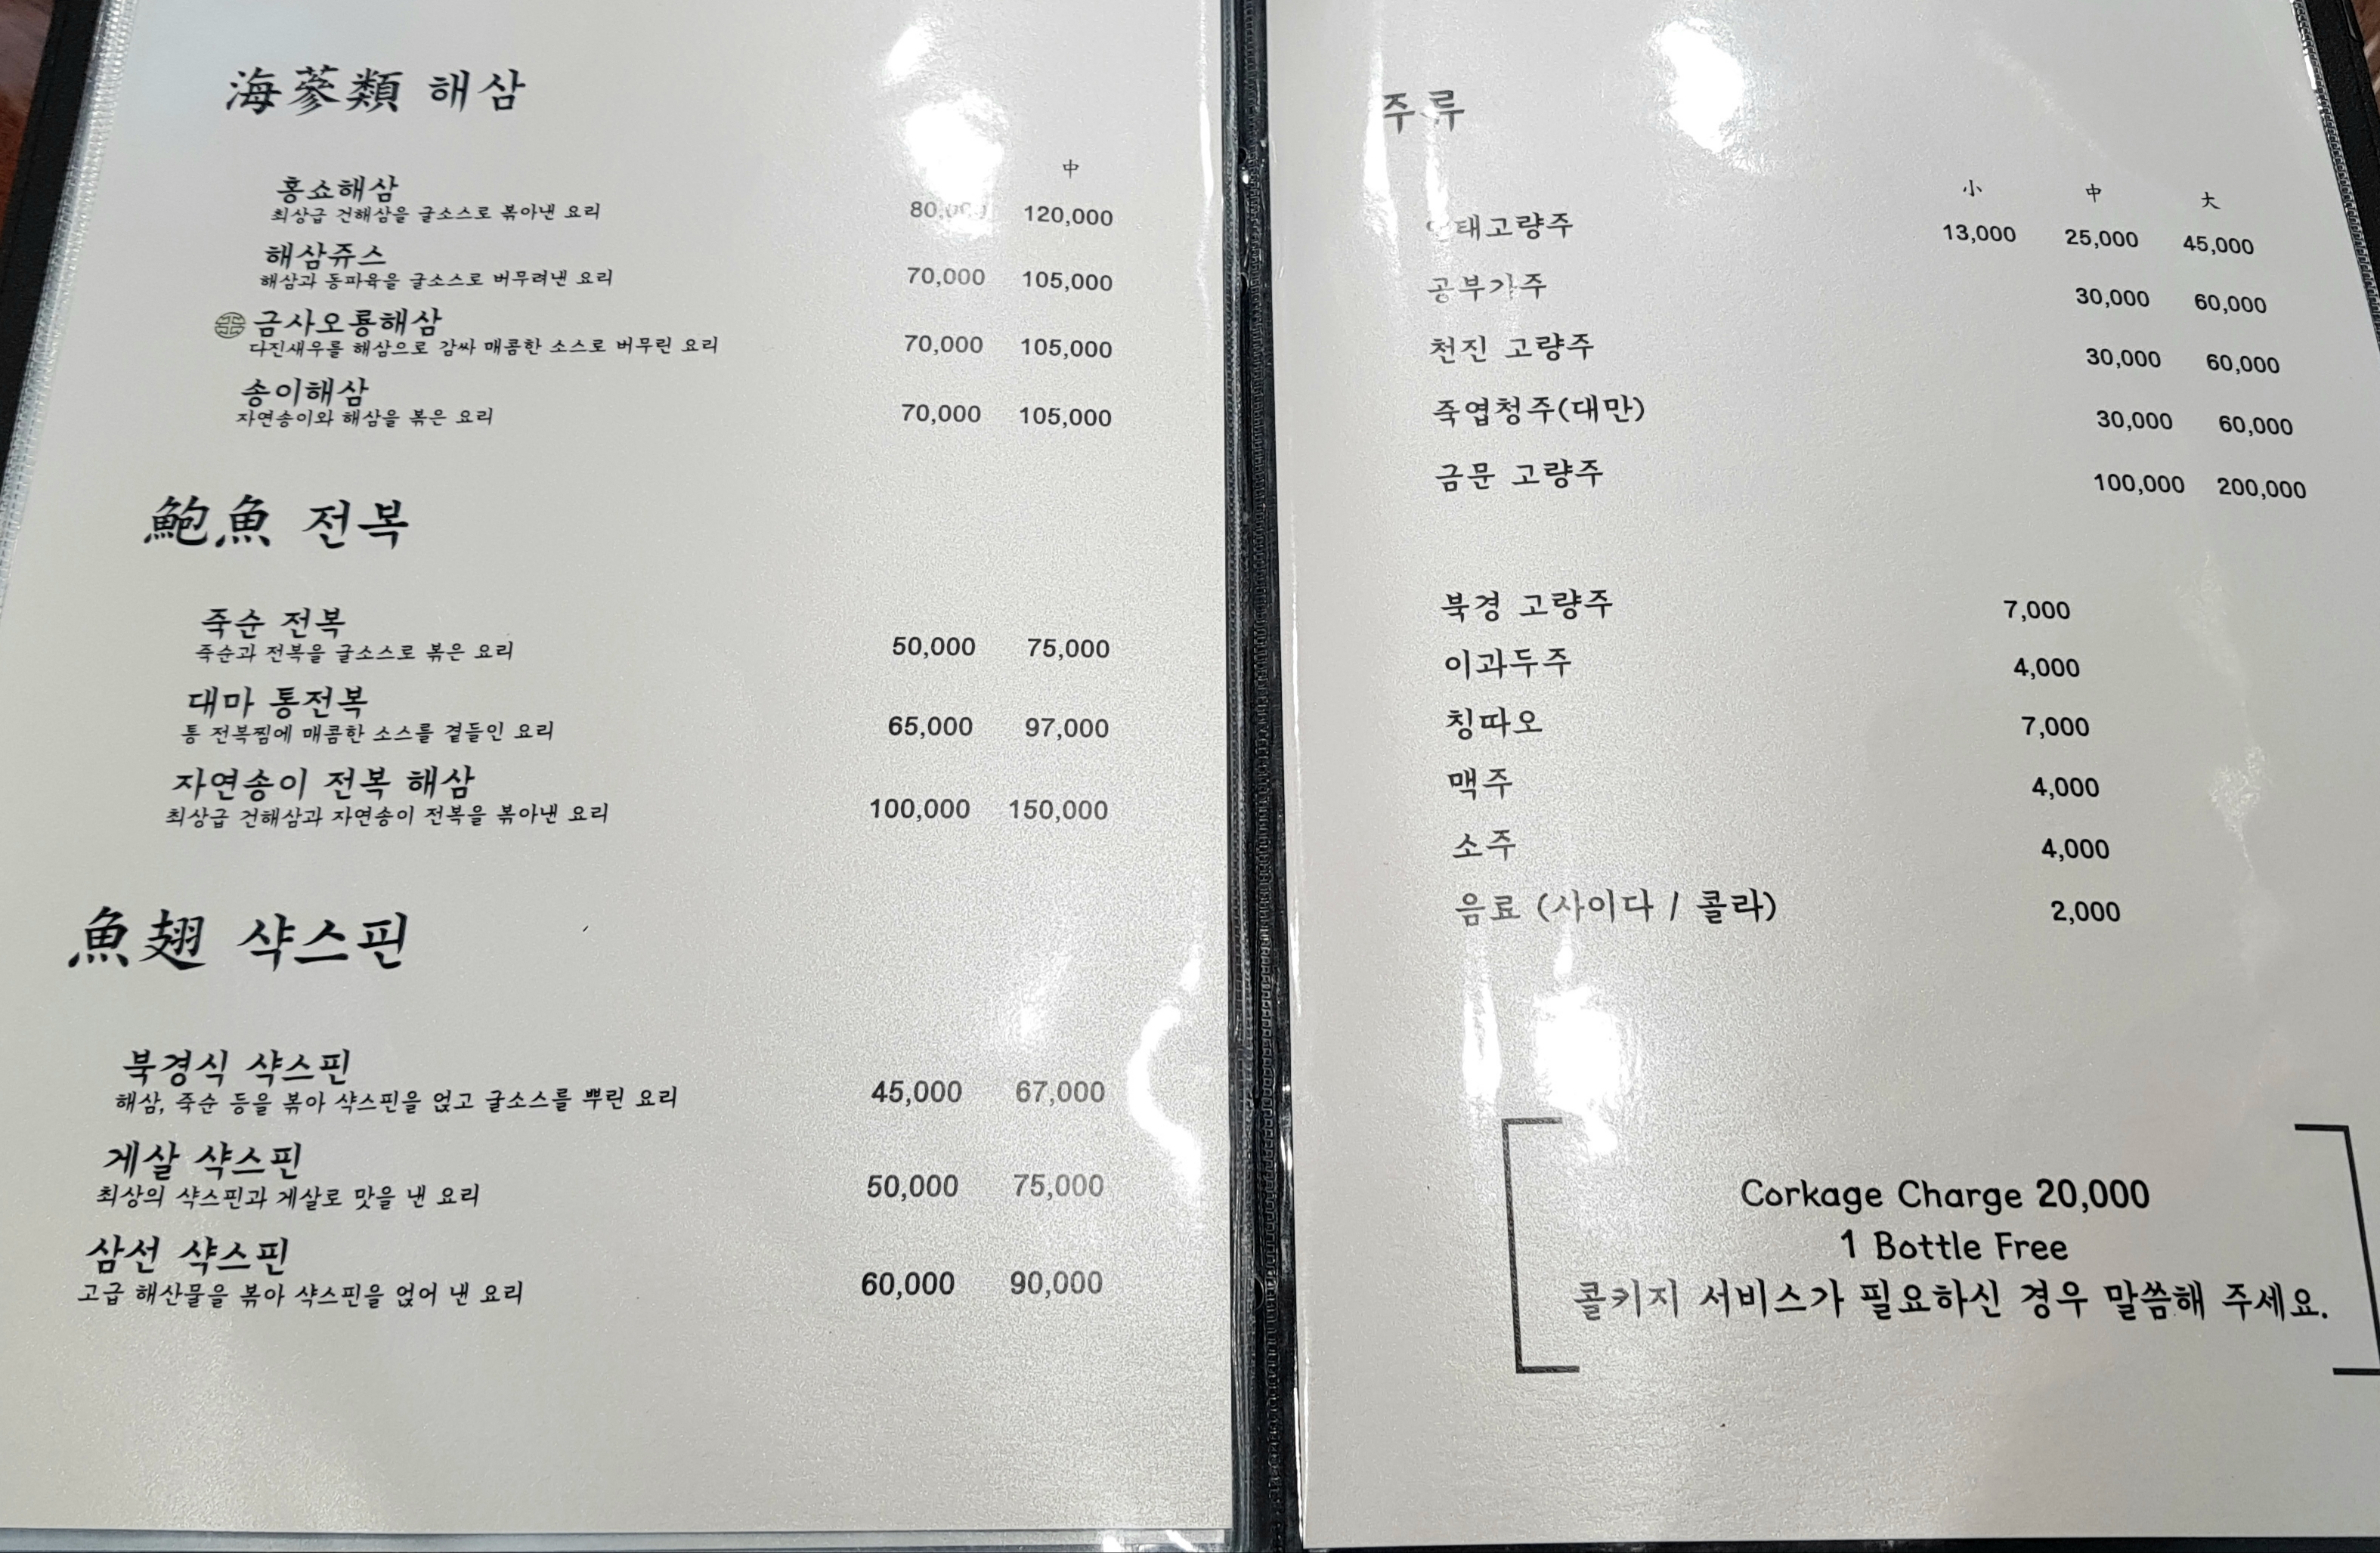 海蔘類 해삼
中
홍쇼해삼
최상급 건해삼을 굴소스로 볶아낸 요리
120,000
해삼쥬스
해삼과 동파육을 굴소스로 버무려낸 요리
70,000 105,000
금사오룡해삼
다진새우를 해삼으로 감싸 매콤한 소스로 버무린 요리
70,000 105,000
송이해삼
자연송이와 해삼을 볶은 요리
70,000 105,000
鮑魚 전복
죽순 전복
죽순과 전복을 굴소스로 볶은 요리
50,000 75,000
대마 통전복
통 전복찜에 매콤한 소스를 곁들인 요리
65,000 97,000
자연송이 전복 해삼
최상급 건해삼과 자연송이 전복을 볶아낸 요리
100,000 150,000
魚翅 샥스핀
북경식 샥스핀
해삼, 죽순 등을 볶아 샥스핀을 얹고 굴소스를 뿌린 요리
45,000 67,000
게살 샥스핀
최상의 샥스핀과 게살로 맛을 낸 요리
50,000 75,000
삼선 샥스핀
고급 해산물을 볶아 샥스핀을 얹어 낸 요리
60,000 90,000
주류
小 中 大
13,000 25,000 45,000
공부가주 30,000 60,000
천진 고량주 30,000 60,000
죽엽청주(대만) 30,000 60,000
금문 고량주 100,000 200,000
북경 고량주 7,000
이과두주 4,000
칭따오 7,000
맥주 4,000
소주 4,000
음료 (사이다 / 콜라) 2,000
Corkage Charge 20,000
1 Bottle Free
콜키지 서비스가 필요하신 경우 말씀해 주세요.